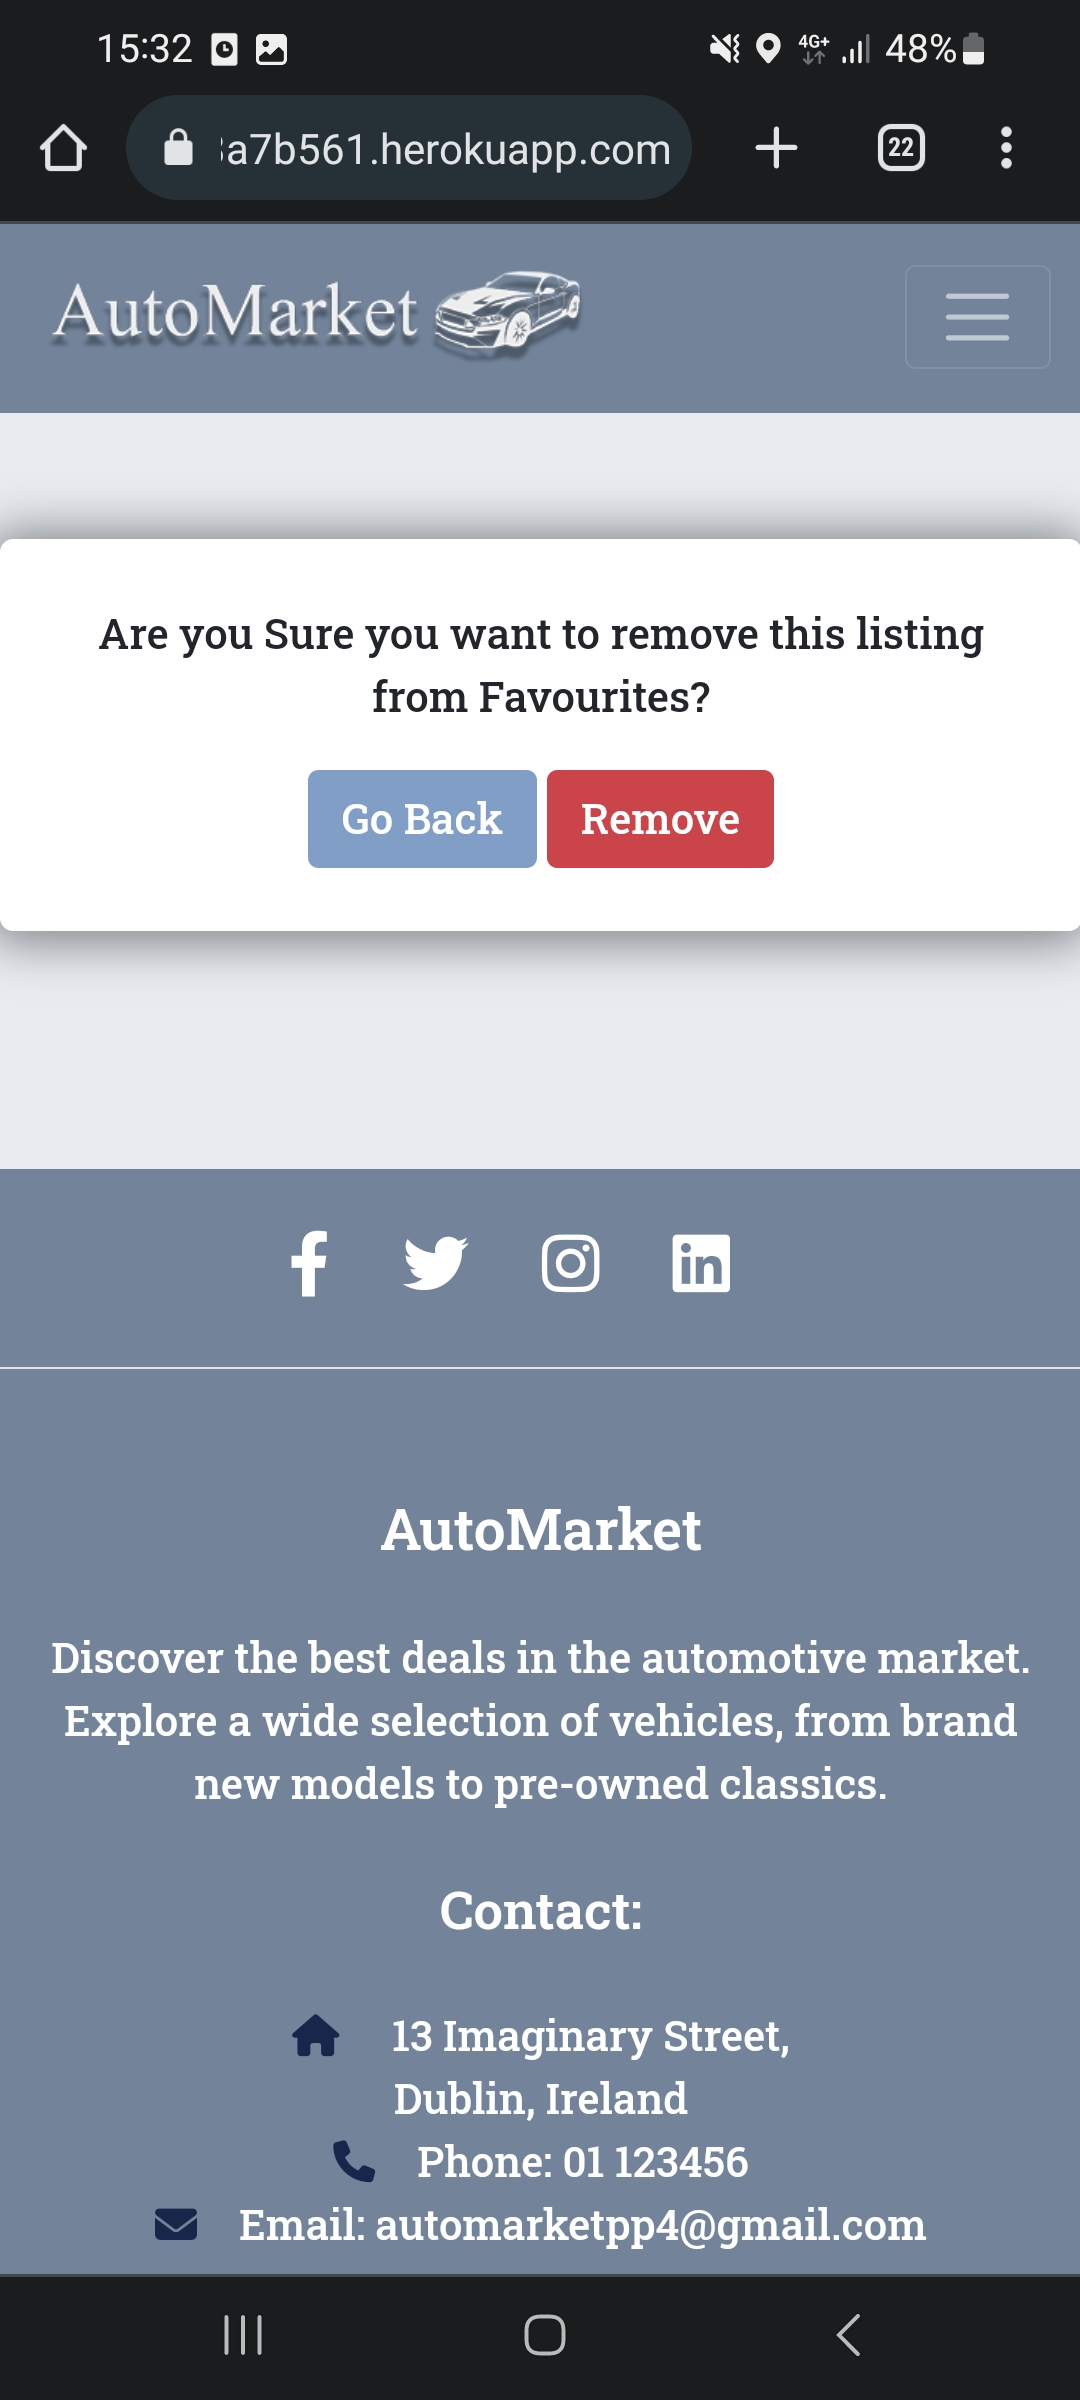 15:32
4G+
48%
a7b561.herokuapp.com
22
AutoMarket
Are you Sure you want to remove this listing
from Favourites?
Go Back
Remove
in
AutoMarket
Discover the best deals in the automotive market.
Explore a wide selection of vehicles, from brand
new models to pre-owned classics.
Contact:
13 Imaginary Street,
Dublin, Ireland
Phone: 01 123456
Email: automarketpp4@gmail.com